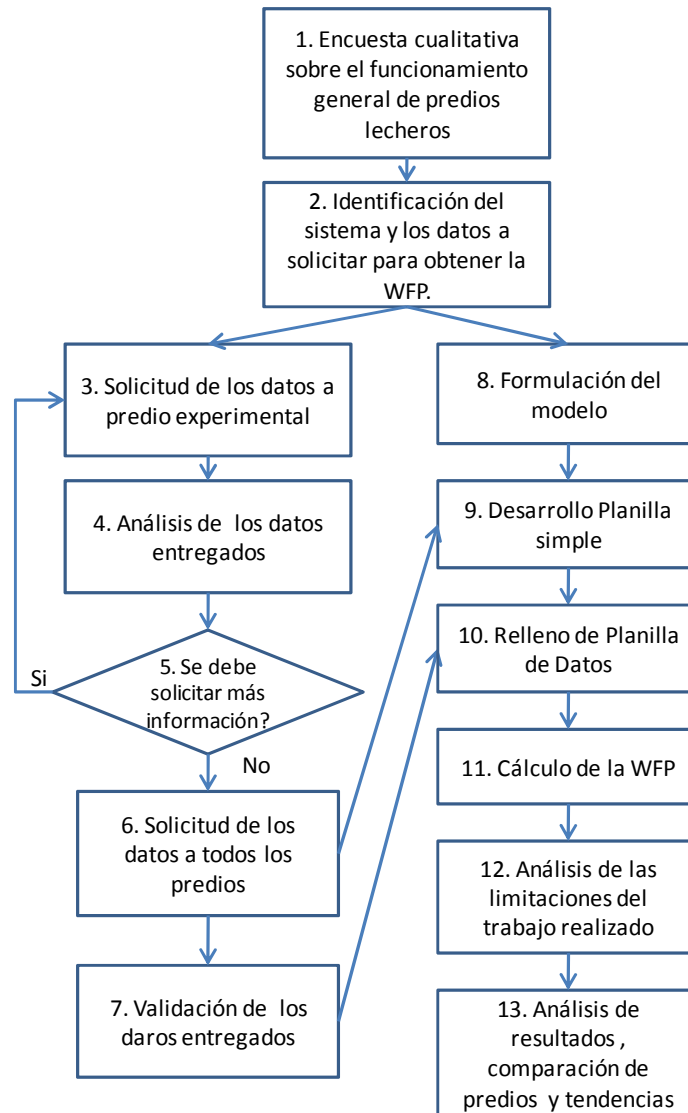 1. Encuesta cualitativa
sobre el funcionamiento
general de predios
lecheros
2. Identificación del
sistema y los datos a
solicitar para obtener la
WFP.
3. Solicitud de los datos a
predio experimental
4. Análisis de los datos
entregados
5. Se debe
solicitar más
información?
Si
No
6. Solicitud de los
datos a todos los
predios
7. Validación de los
daros entregados
8. Formulación del
modelo
9. Desarrollo Planilla
simple
10. Relleno de Planilla
de Datos
11. Cálculo de la WFP
12. Análisis de las
limitaciones del
trabajo realizado
13. Análisis de
resultados ,
comparación de
predios y tendencias